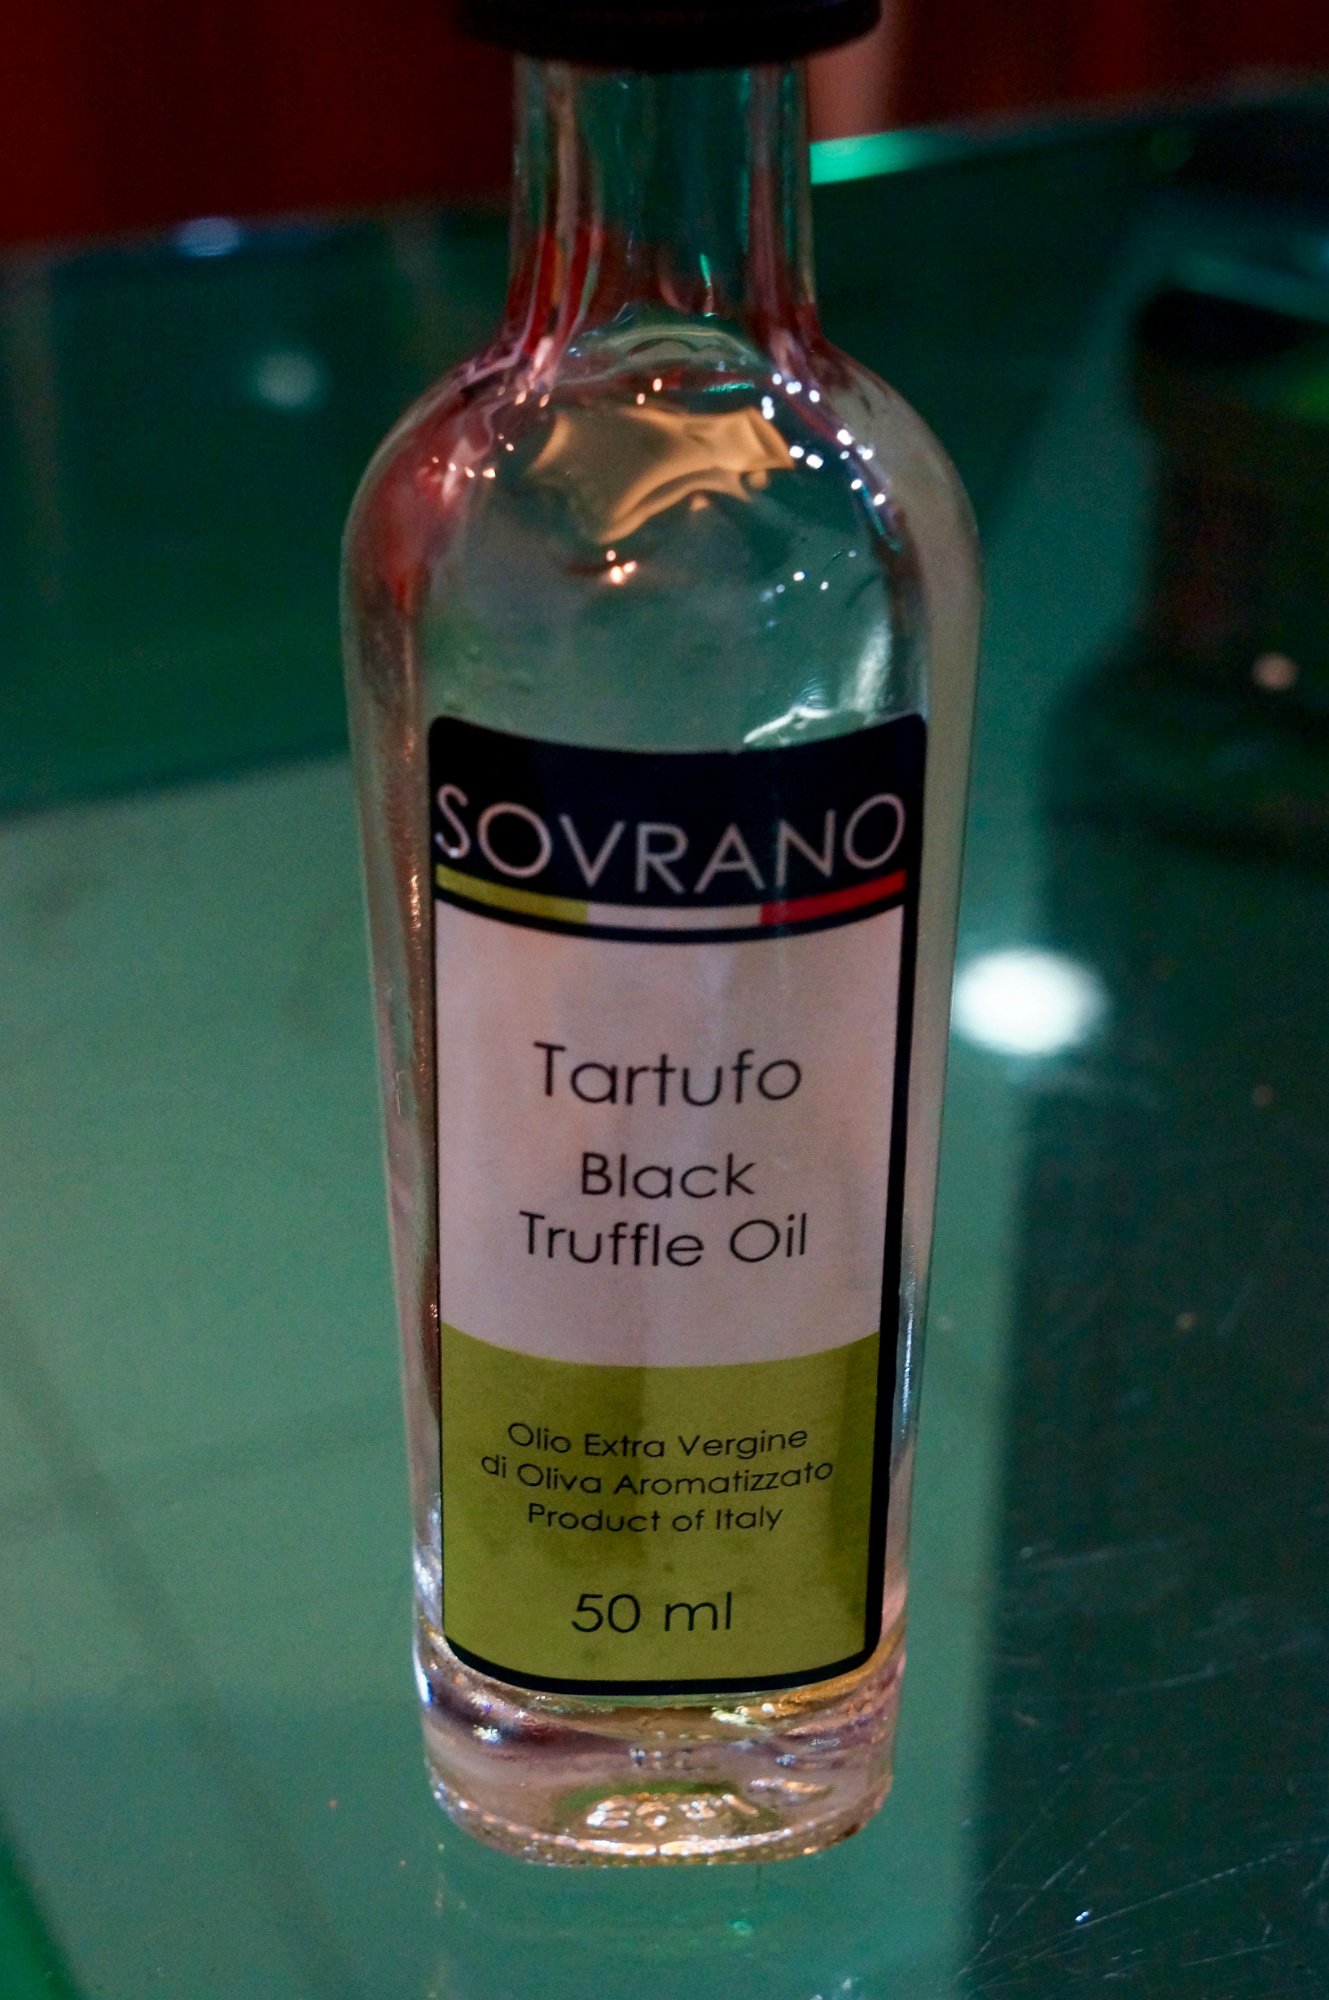 SOVRANO
Tartufo
Black
Truffle Oil
Olio Extra Vergine
di Oliva Aromatizzato
Product of Italy
50 ml